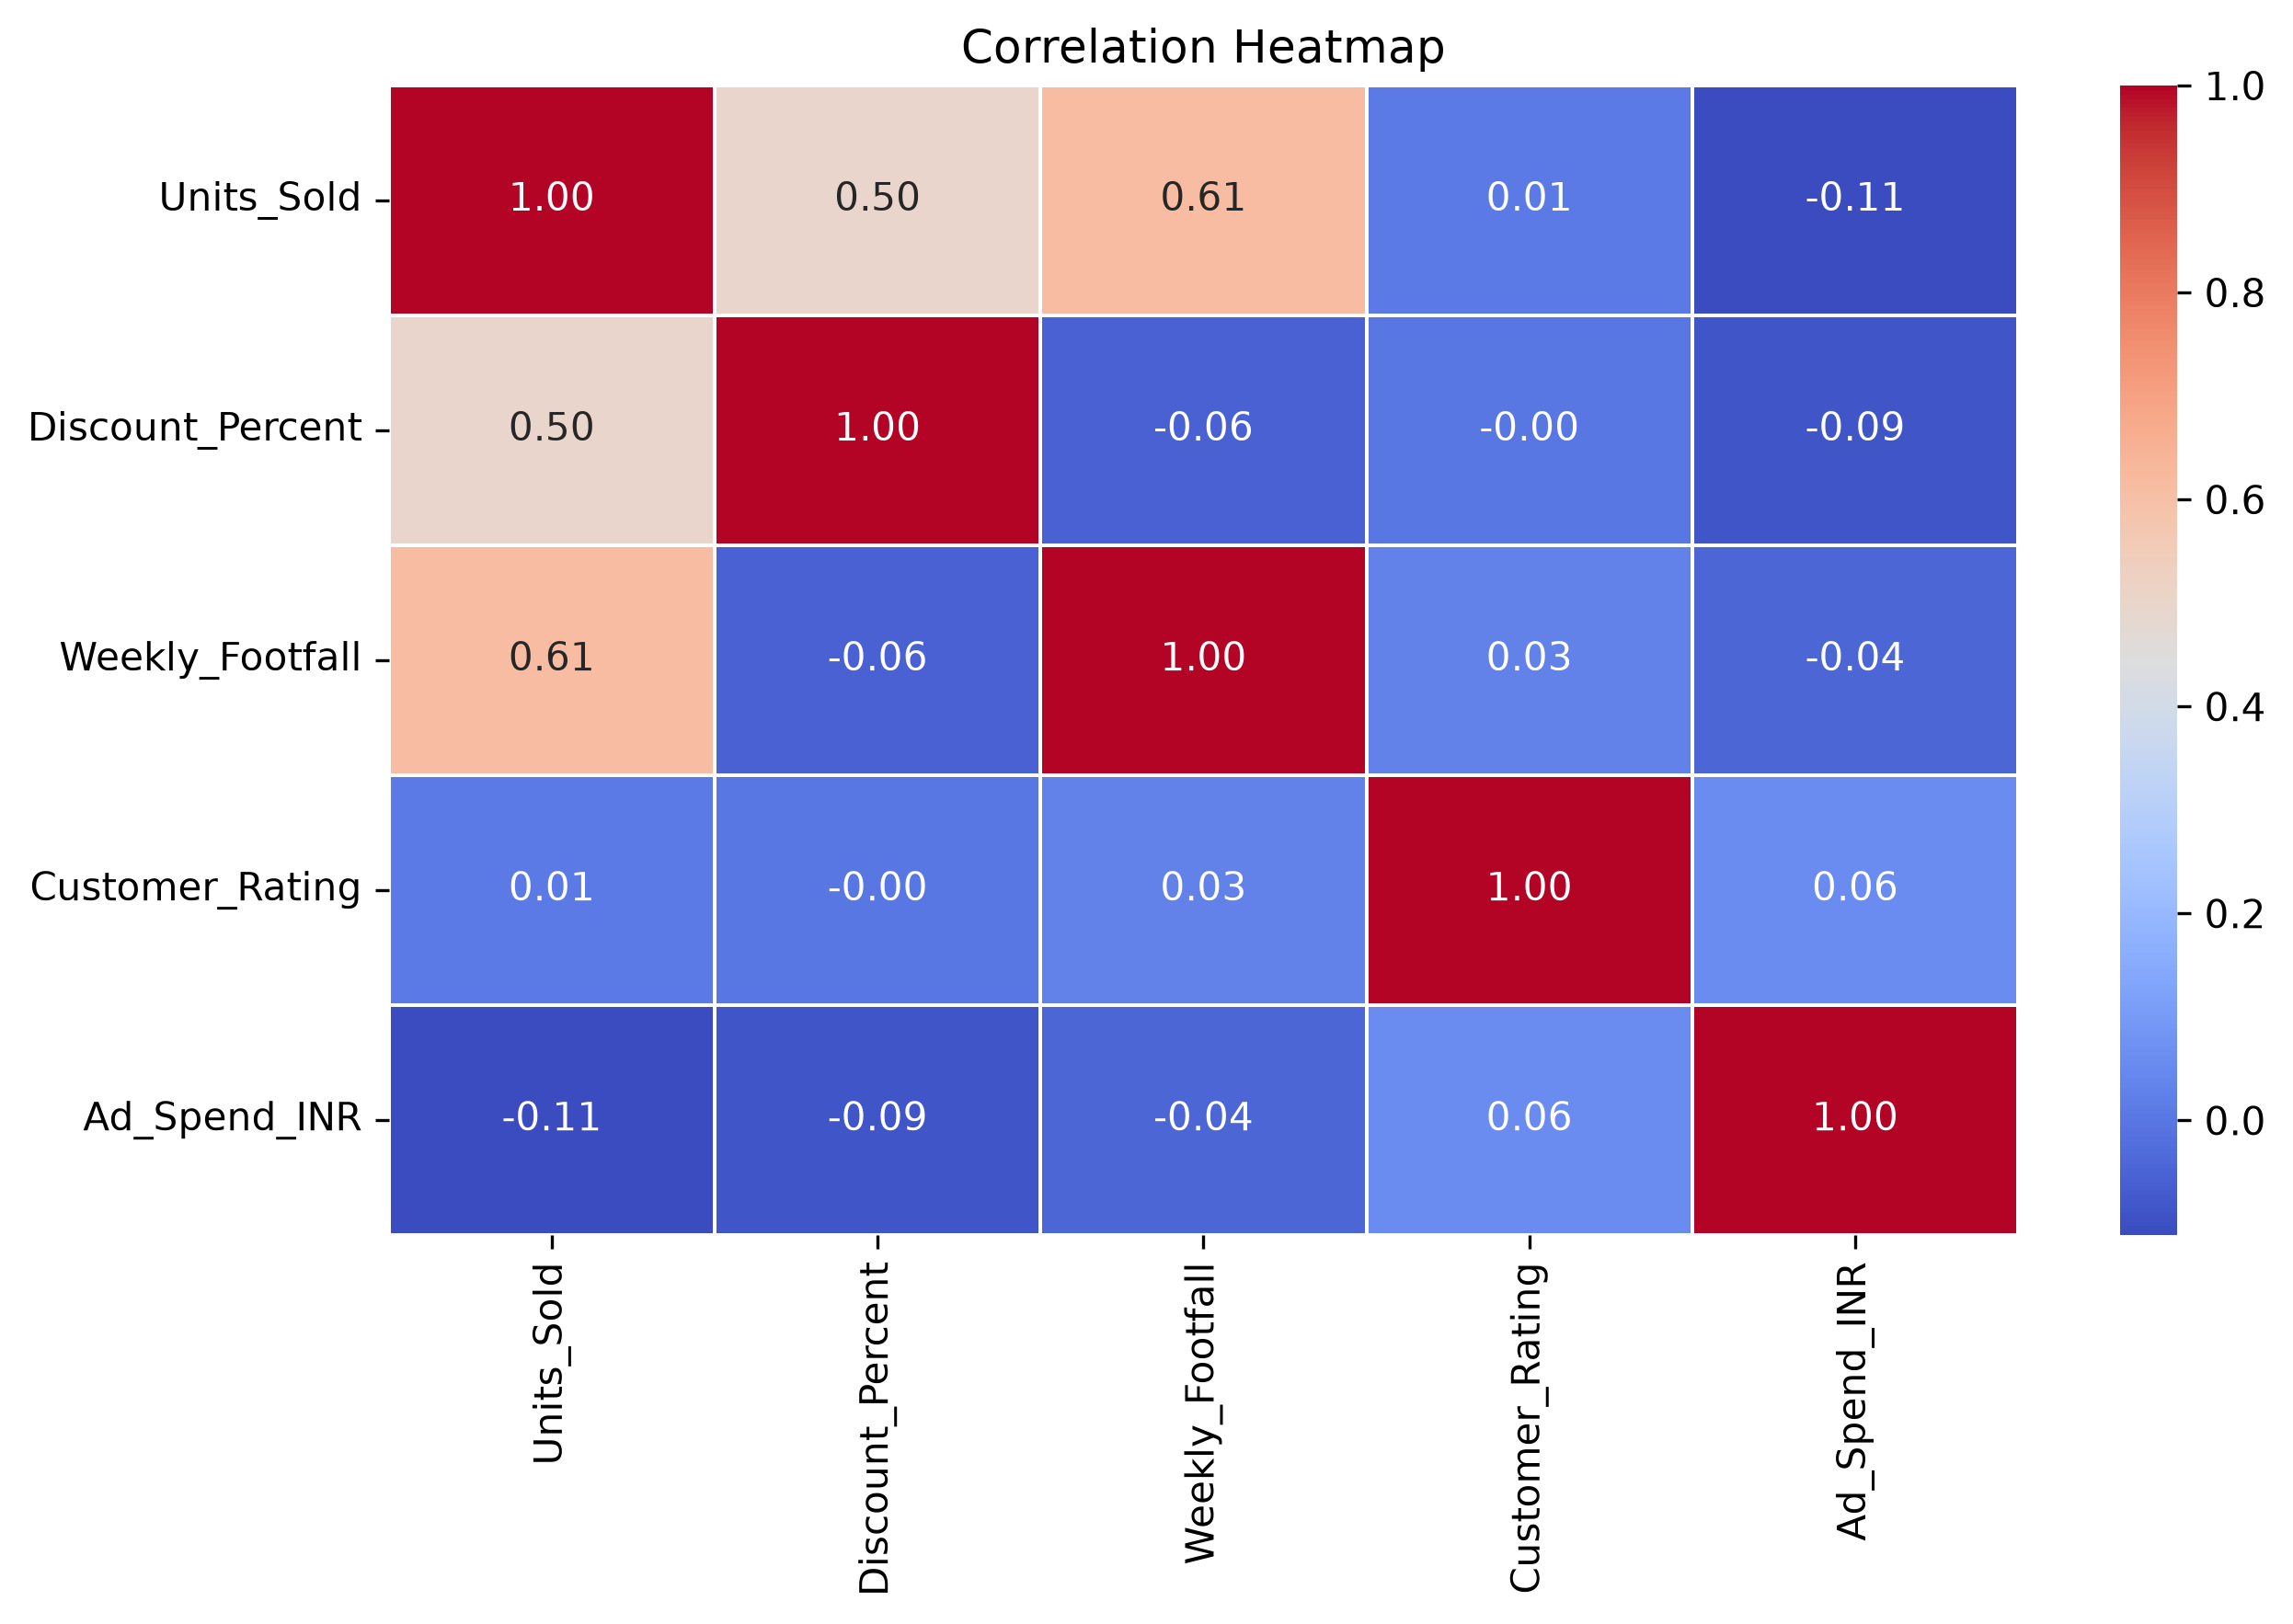 Correlation Heatmap
Units_Sold 1.00 0.50 0.61 0.01 -0.11
Discount_Percent 0.50 1.00 -0.06 -0.00 -0.09
Weekly_Footfall 0.61 -0.06 1.00 0.03 -0.04
Customer_Rating 0.01 -0.00 0.03 1.00 0.06
Ad_Spend_INR -0.11 -0.09 -0.04 0.06 1.00
Units_Sold
Discount_Percent
Weekly_Footfall
Customer_Rating
Ad_Spend_INR
1.0
0.8
0.6
0.4
0.2
0.0